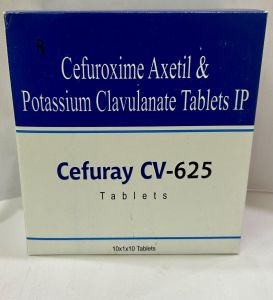 Cefuroxime Axetil &
Potassium Clavulanate Tablets IP
Cefuray CV-625
Tablets
10x1x10 Tablets